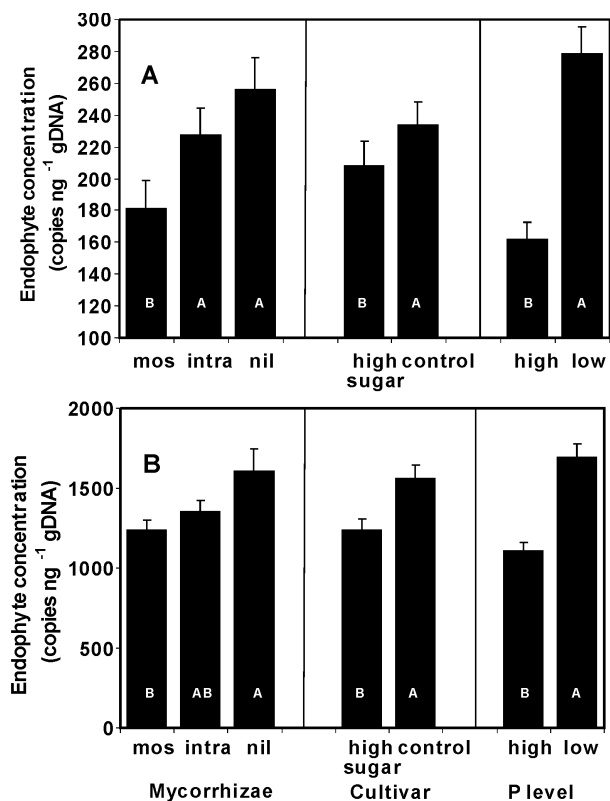 Endophyte concentration
(copies ng -1 gDNA)
300
280
260
240
220
200
180
160
140
120
100
A
B
A
A
B
A
B
A
mos intra nil
high control
sugar
high low
Endophyte concentration
(copies ng -1 gDNA)
2000
1500
1000
500
0
B
B
AB
A
B
A
B
A
mos intra nil
high control
sugar
high low
Mycorrhizae
Cultivar
P level